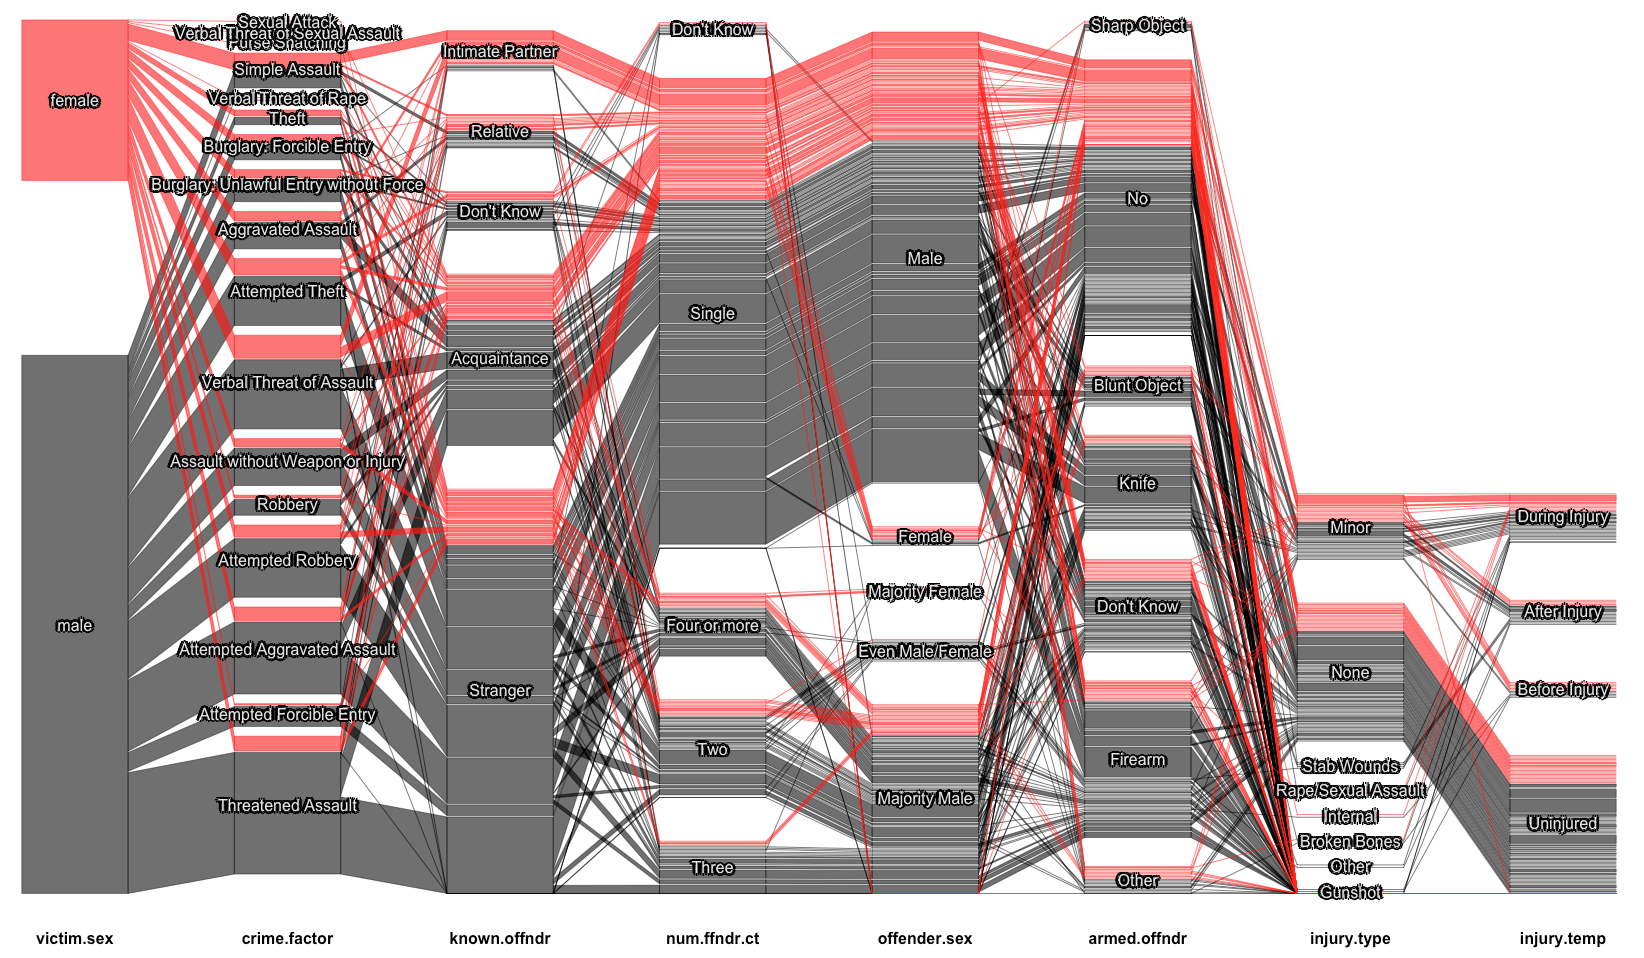 female
male
Sexual Attack
Verbal Threat of Sexual Assault
Purse Snatching
Simple Assault
Verbal Threat of Rape
Theft
Burglary: Forcible Entry
Burglary: Unlawful Entry without Force
Aggravated Assault
Attempted Theft
Verbal Threat of Assault
Assault without Weapon or Injury
Robbery
Attempted Robbery
Attempted Aggravated Assault
Attempted Forcible Entry
Threatened Assault
Intimate Partner
Relative
Don't Know
Acquaintance
Stranger
Don't Know
Single
Four or more
Two
Three
Male
Female
Majority Female
Even Male/Female
Majority Male
Sharp Object
No
Blunt Object
Knife
Don't Know
Firearm
Other
Minor
None
Stab Wounds
Rape/Sexual Assault
Internal
Broken Bones
Other
Gunshot
During Injury
After Injury
Before Injury
Uninjured
victim.sex
crime.factor
known.offndr
num.ffndr.ct
offender.sex
armed.offndr
injury.type
injury.temp